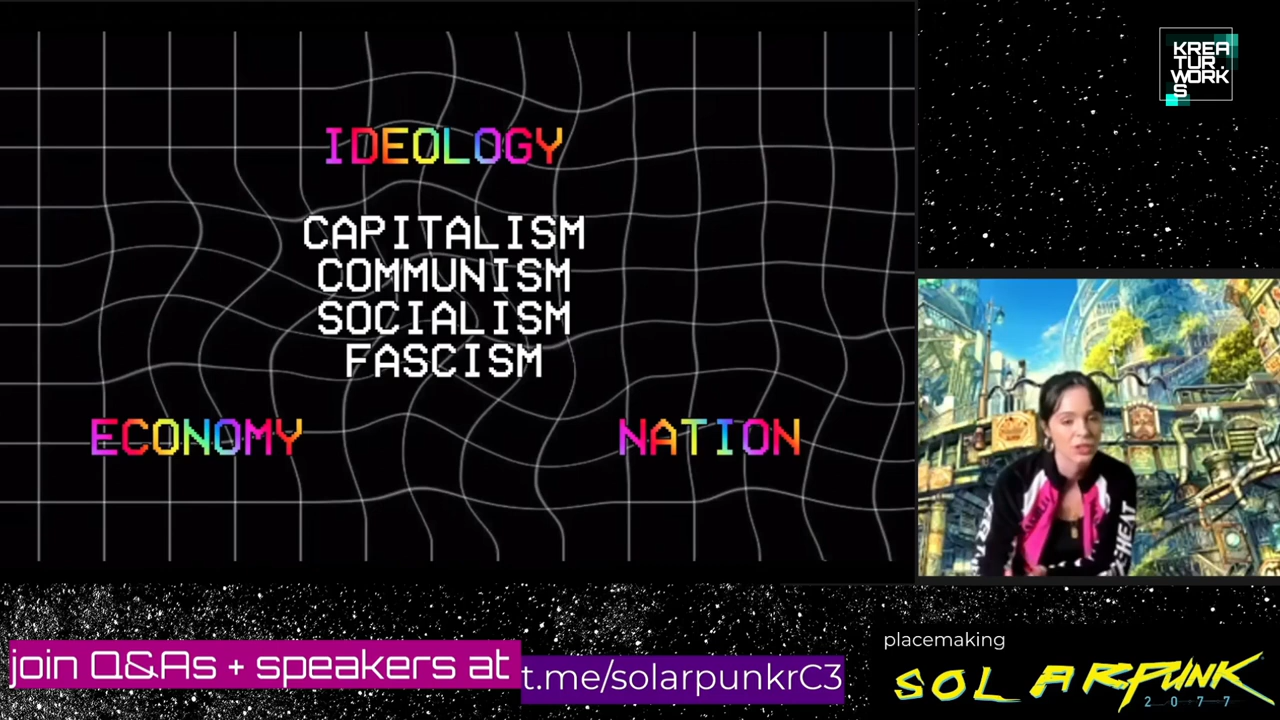 IDEOLOGY
CAPITALISM
COMMUNISM
SOCIALISM
FASCISM
ECONOMY
NATION
KREA
TUR.
WORK
S
join Q&As + speakers at
t.me/solarpunkrC3
placemaking
SOLARPUNK
2077